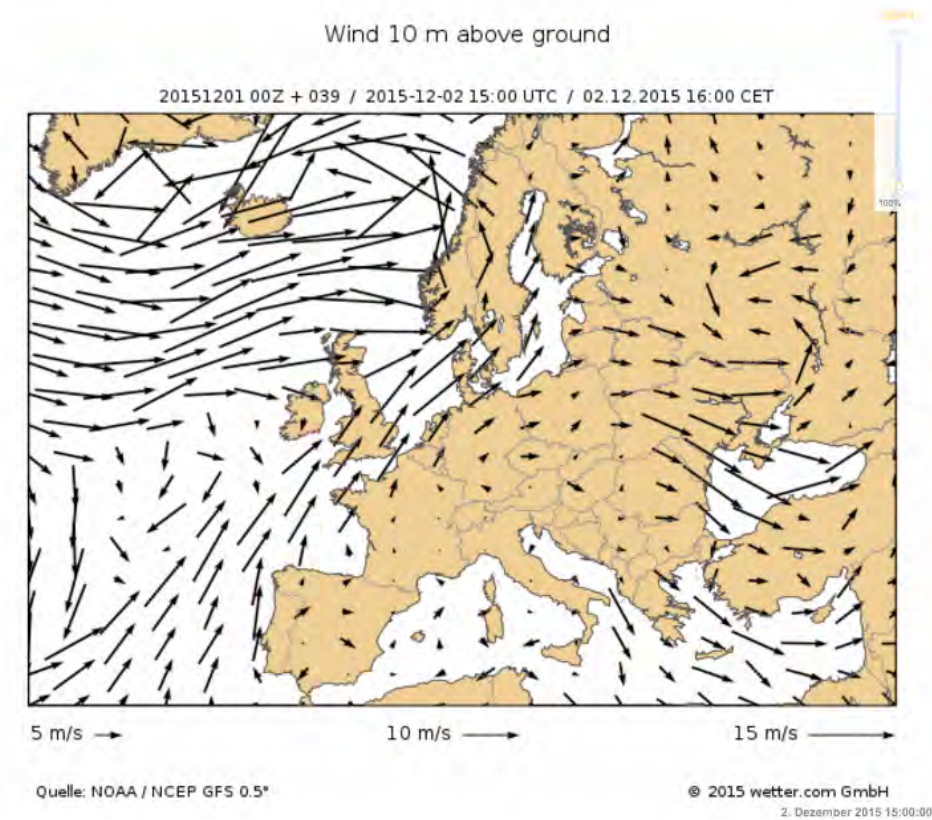 Wind 10 m above ground
20151201 00Z + 039 / 2015-12-02 15:00 UTC / 02.12.2015 16:00 CET
100%
5 m/s
10 m/s
15 m/s
Quelle: NOAA / NCEP GFS 0.5°
© 2015 wetter.com GmbH
2. Dezember 2015 15:00:00